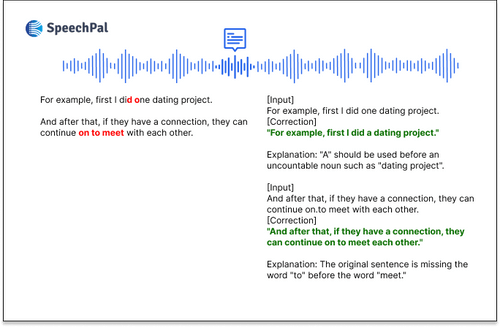 SpeechPal
For example, first I did one dating project.
And after that, if they have a connection, they can
continue on to meet with each other.
[Input]
For example, first I did one dating project.
[Correction]
"For example, first I did a dating project."
Explanation: "A" should be used before an
uncountable noun such as "dating project".
[Input]
And after that, if they have a connection, they can
continue on.to meet with each other.
[Correction]
"And after that, if they have a connection, they
can continue on to meet each other."
Explanation: The original sentence is missing the
word "to" before the word "meet."